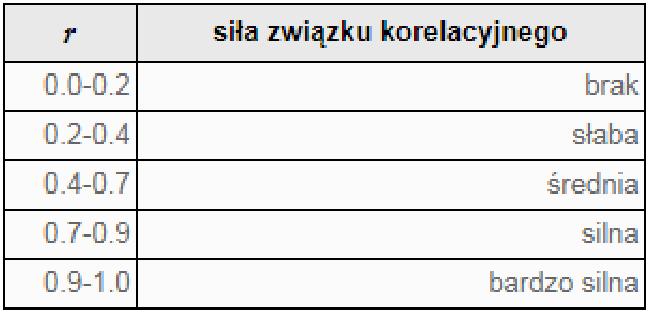 r siła związku korelacyjnego
0.0-0.2 brak
0.2-0.4 słaba
0.4-0.7 średnia
0.7-0.9 silna
0.9-1.0 bardzo silna